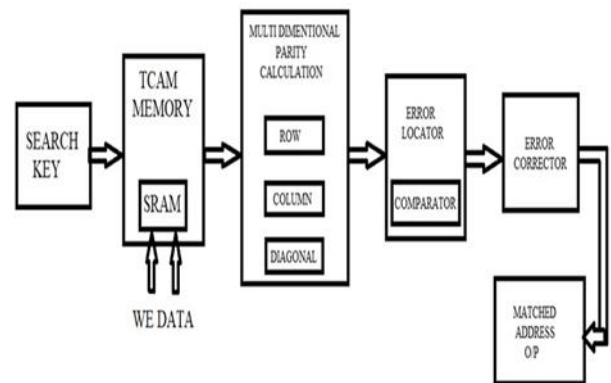 SEARCH
KEY
TCAM
MEMORY
SRAM
WE DATA
MULTI DIMENTIONAL
PARITY
CALCULATION
ROW
COLUMN
DIAGONAL
ERROR
LOCATOR
COMPARATOR
ERROR
CORRECTOR
MATCHED
ADDRESS
O/P